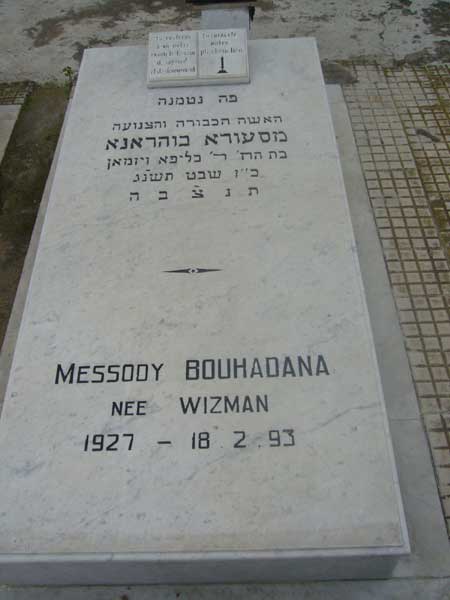 פה נטמנה
האשה הכבודה והצנועה
מסעודא בוהדאנא
בת הרה׳ ר׳ כליפא ויזמאן
כ״ז שבט תשנ״ג
ת נ צ ב ה
MESSODY BOUHADANA
NEE WIZMAN
1927 - 18 2 93